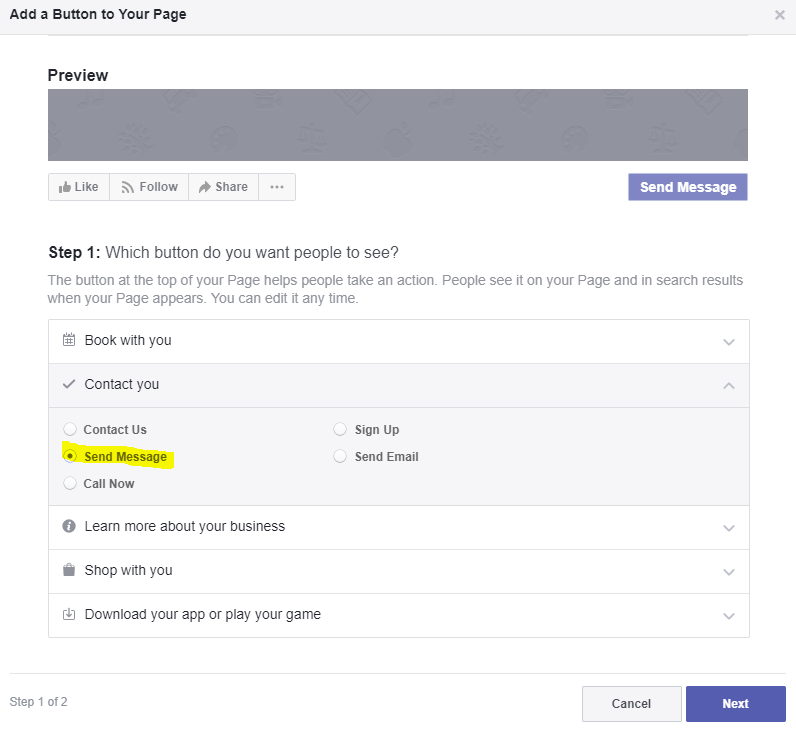 Add a Button to Your Page
Preview
Like Follow Share Send Message
Step 1: Which button do you want people to see?
The button at the top of your Page helps people take an action. People see it on your Page and in search results
when your Page appears. You can edit it any time.
Book with you
Contact you
Contact Us Sign Up
Send Message Send Email
Call Now
Learn more about your business
Shop with you
Download your app or play your game
Step 1 of 2 Cancel Next